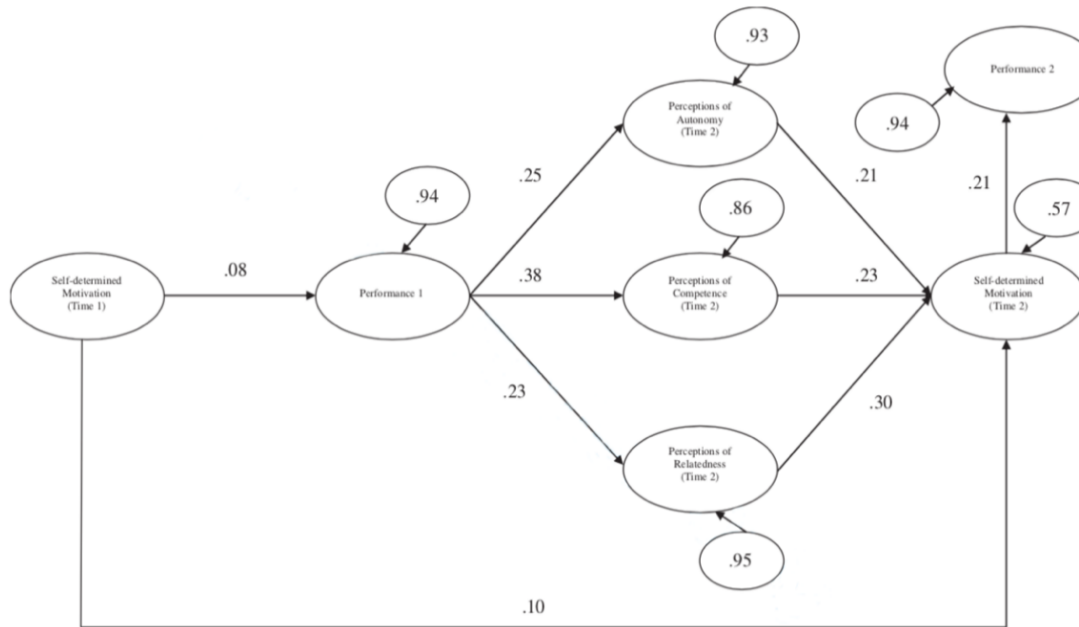 .93
Performance 2
Perceptions of
Autonomy
(Time 2)
.94
.25
.21
.21
.94
.86
.57
Self-determined
Motivation
(Time 1)
.08
Performance 1
.38
Perceptions of
Competence
(Time 2)
.23
Self-determined
Motivation
(Time 2)
.23
.30
Perceptions of
Relatedness
(Time 2)
.95
.10